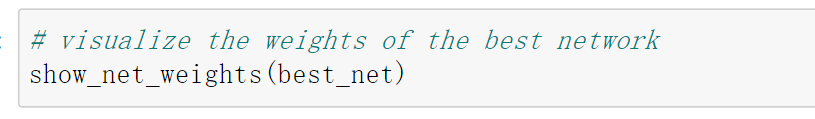 # visualize the weights of the best network
show_net_weights(best_net)